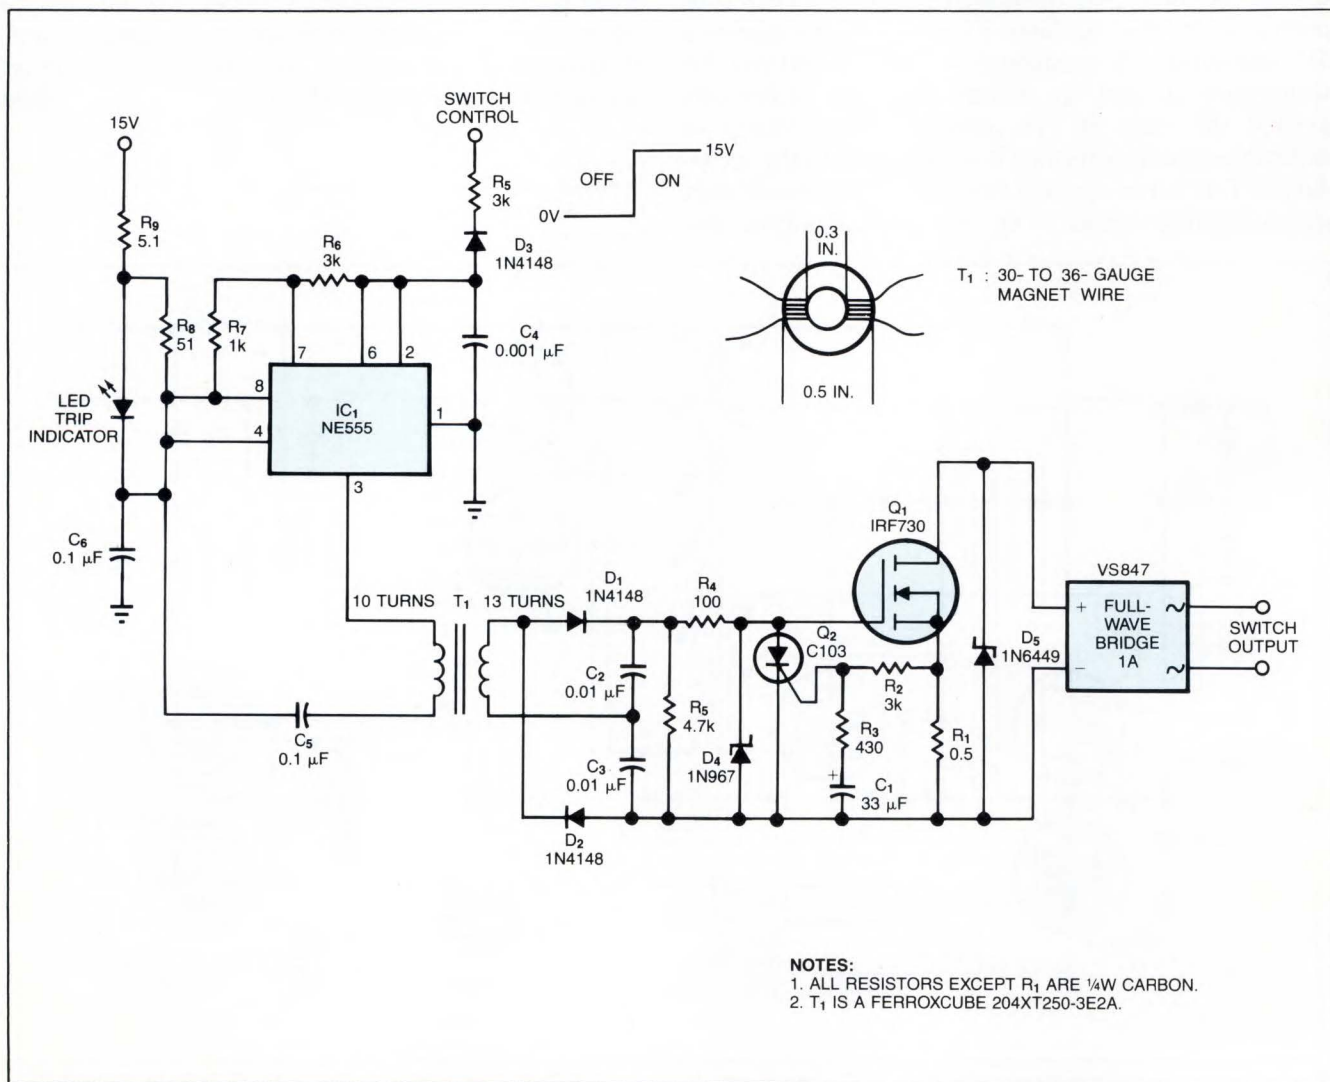 15V
R9
5.1
LED
TRIP
INDICATOR
C6
0.1 µF
R8
51
R7
1k
R6
3k
SWITCH
CONTROL
R5
3k
D3
1N4148
C4
0.001 µF
OFF
ON
0V
15V
7
6
2
8
4
1
3
IC1
NE555
0.3
IN.
0.5 IN.
T1 : 30- TO 36- GAUGE
MAGNET WIRE
10 TURNS
T1
13 TURNS
C5
0.1 µF
D1
1N4148
D2
1N4148
C2
0.01 µF
C3
0.01 µF
R5
4.7k
R4
100
D4
1N967
Q2
C103
Q1
IRF730
R2
3k
R3
430
+
C1
33 µF
R1
0.5
D5
1N6449
VS847
+
−
FULL-
WAVE
BRIDGE
1A
~
~
SWITCH
OUTPUT
NOTES:
1. ALL RESISTORS EXCEPT R1 ARE ¼W CARBON.
2. T1 IS A FERROXCUBE 204XT250-3E2A.